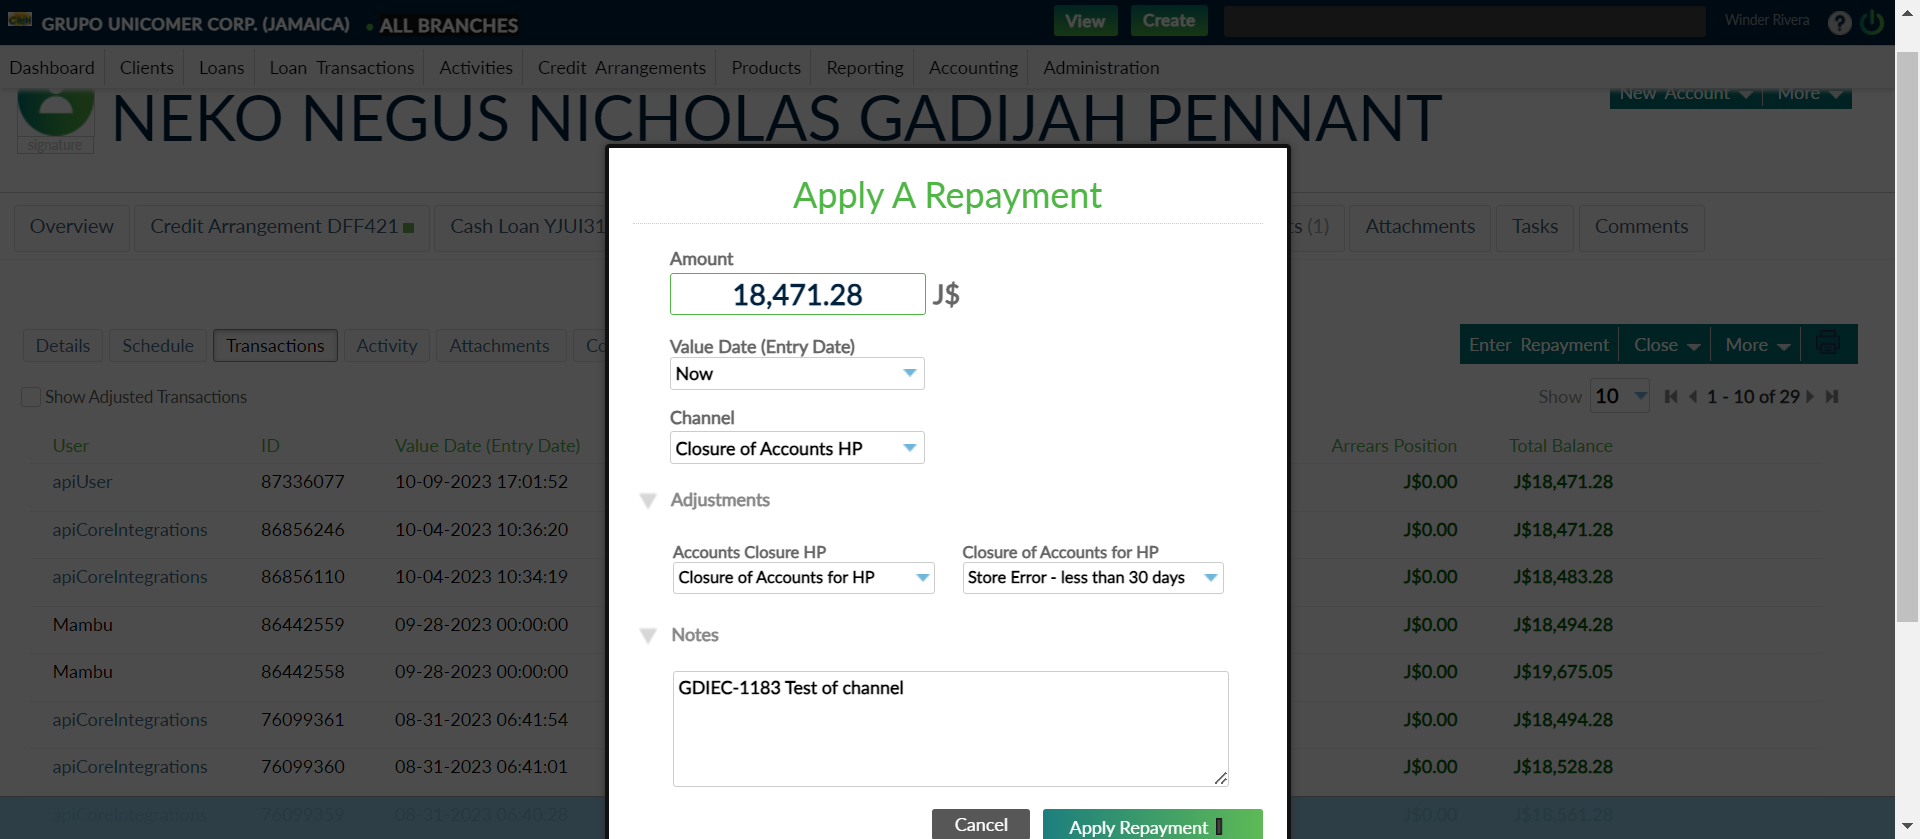 GRUPO UNICOMER CORP. (JAMAICA) ALL BRANCHES View Create Winder Rivera ?
Dashboard Clients Loans Loan Transactions Activities Credit Arrangements Products Reporting Accounting Administration
New Account More
signature NEKO NEGUS NICHOLAS GADIJAH PENNANT
Apply A Repayment
Overview Credit Arrangement DFF421 Cash Loan YJUI31 (1) Attachments Tasks Comments
Amount
18,471.28 J$
Value Date (Entry Date)
Now
Details Schedule Transactions Activity Attachments Enter Repayment Close More
Show Adjusted Transactions Show 10 1 - 10 of 29
Channel
Closure of Accounts HP
User ID Value Date (Entry Date) Arrears Position Total Balance
apiUser 87336077 10-09-2023 17:01:52 J$0.00 J$18,471.28
Adjustments
apiCoreIntegrations 86856246 10-04-2023 10:36:20 J$0.00 J$18,471.28
Accounts Closure HP Closure of Accounts for HP
Closure of Accounts for HP Store Error - less than 30 days
apiCoreIntegrations 86856110 10-04-2023 10:34:19 J$0.00 J$18,483.28
Mambu 86442559 09-28-2023 00:00:00 J$0.00 J$18,494.28
Notes
Mambu 86442558 09-28-2023 00:00:00 J$0.00 J$19,675.05
GDIEC-1183 Test of channel
apiCoreIntegrations 76099361 08-31-2023 06:41:54 J$0.00 J$18,494.28
apiCoreIntegrations 76099360 08-31-2023 06:41:01 J$0.00 J$18,528.28
apiCoreIntegrations 76099359 08-31-2023 06:40:28 J$0.00 J$18,561.28
Cancel Apply Repayment